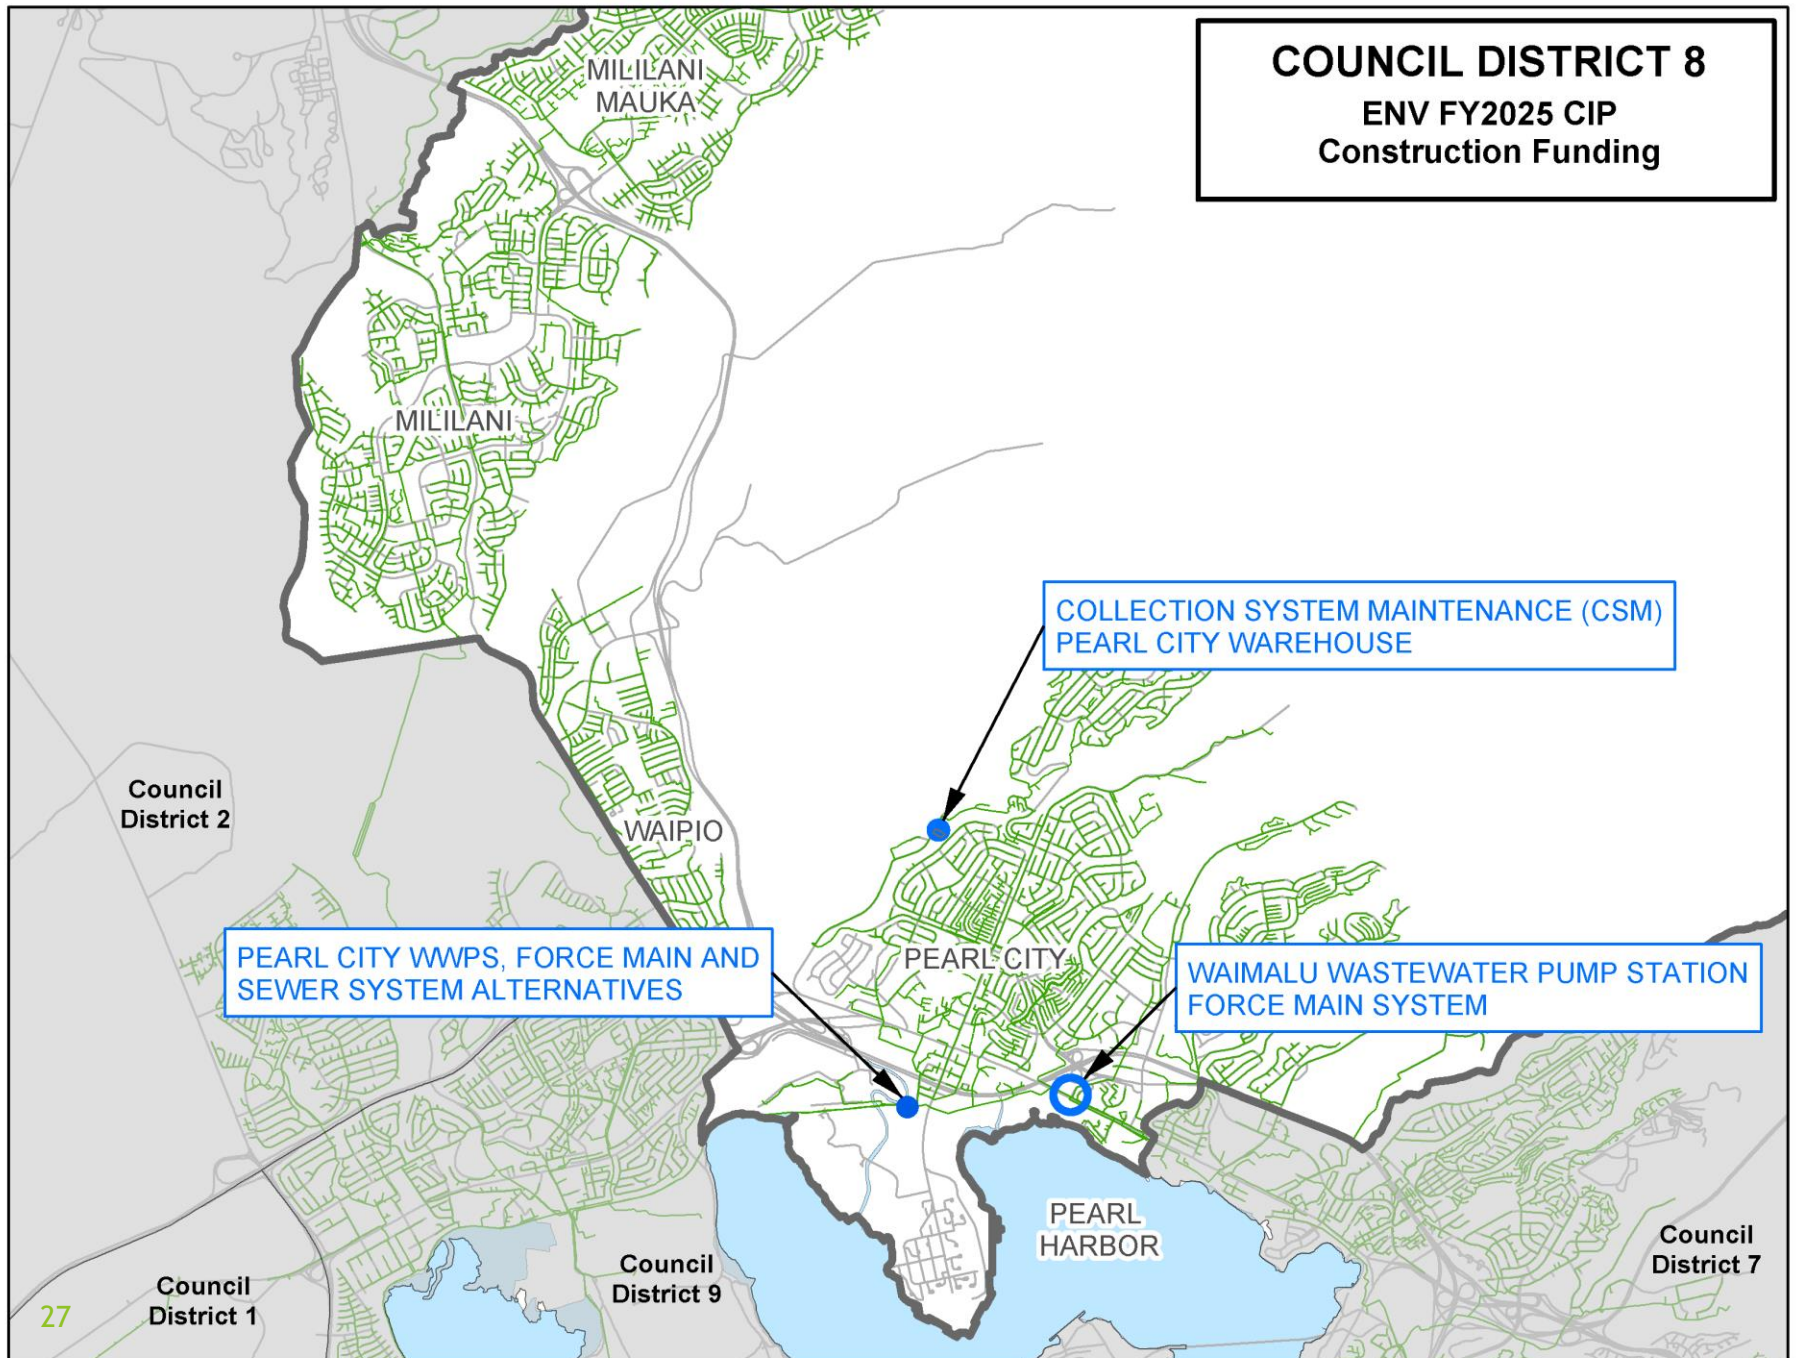 COUNCIL DISTRICT 8
ENV FY2025 CIP
Construction Funding
MILILANI
MAUKA
MILILANI
COLLECTION SYSTEM MAINTENANCE (CSM)
PEARL CITY WAREHOUSE
Council
District 2
WAIPIO
PEARL CITY WWPS, FORCE MAIN AND
SEWER SYSTEM ALTERNATIVES
PEARL CITY
WAIMALU WASTEWATER PUMP STATION
FORCE MAIN SYSTEM
PEARL
HARBOR
Council
District 7
Council
District 9
Council
District 1
27